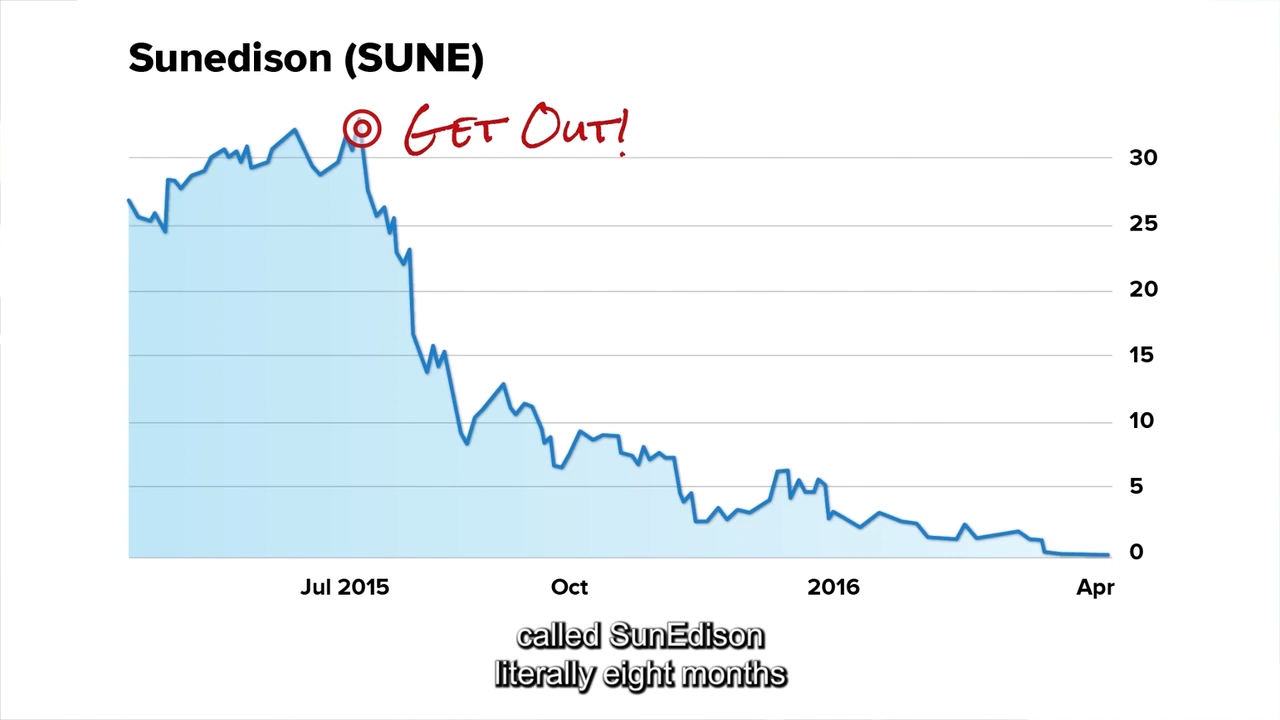 Sunedison (SUNE)
GET OUT!
30
25
20
15
10
5
0
Jul 2015 Oct 2016 Apr
called SunEdison
literally eight months